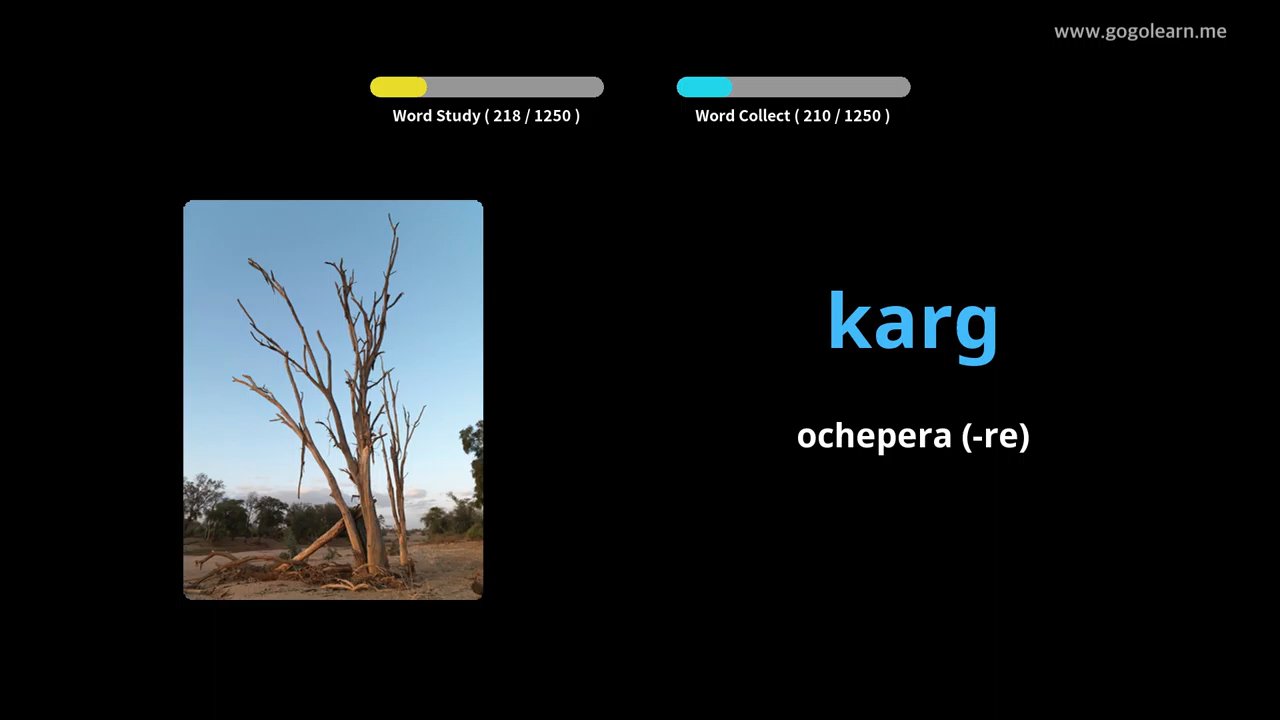 www.gogolearn.me
Word Study ( 218 / 1250 )
Word Collect ( 210 / 1250 )
karg
ochepera (-re)